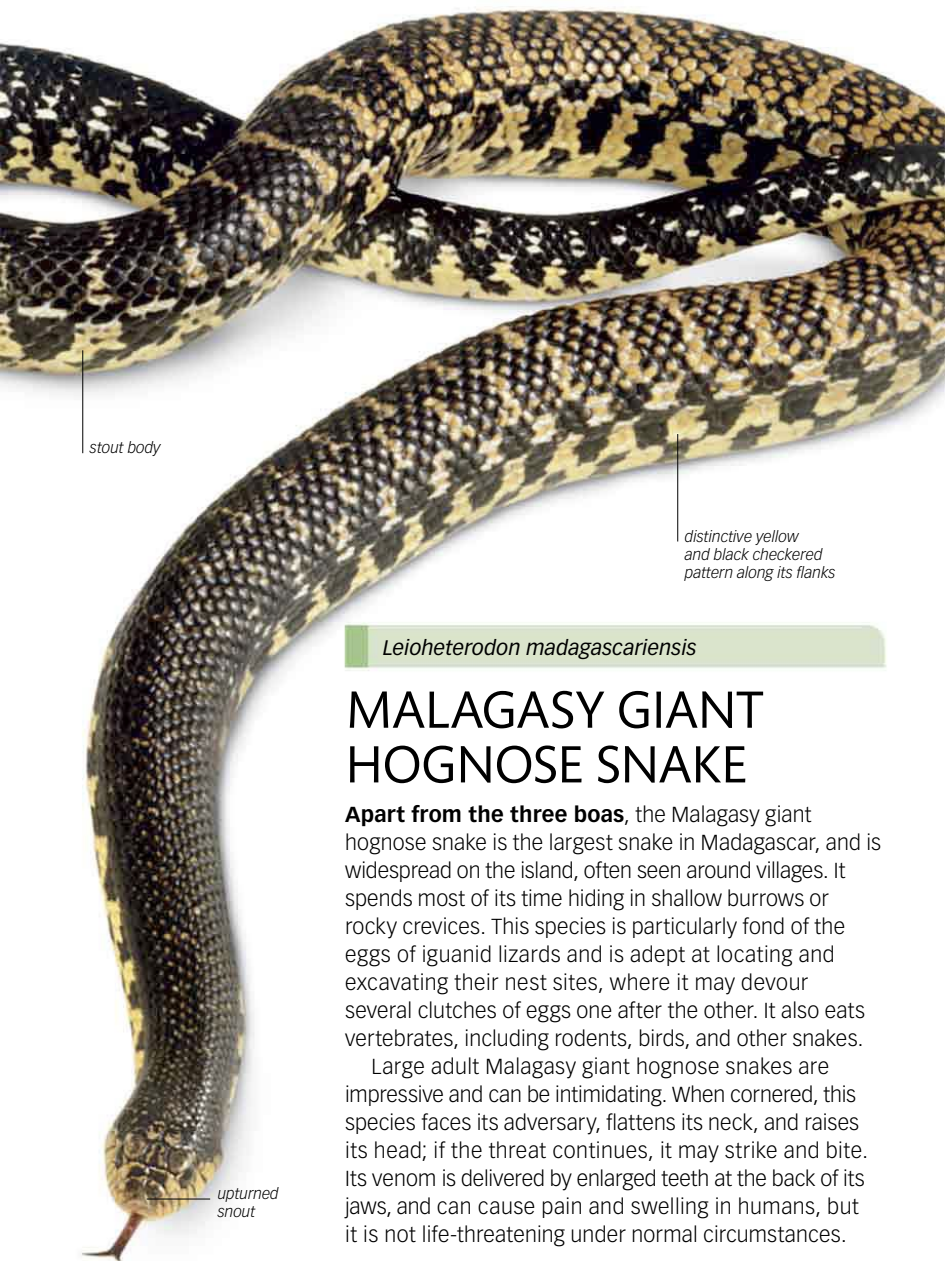 stout body
distinctive yellow
and black checkered
pattern along its flanks
Leioheterodon madagascariensis
MALAGASY GIANT
HOGNOSE SNAKE
Apart from the three boas, the Malagasy giant
hognose snake is the largest snake in Madagascar, and is
widespread on the island, often seen around villages. It
spends most of its time hiding in shallow burrows or
rocky crevices. This species is particularly fond of the
eggs of iguanid lizards and is adept at locating and
excavating their nest sites, where it may devour
several clutches of eggs one after the other. It also eats
vertebrates, including rodents, birds, and other snakes.
Large adult Malagasy giant hognose snakes are
impressive and can be intimidating. When cornered, this
species faces its adversary, flattens its neck, and raises
its head; if the threat continues, it may strike and bite.
Its venom is delivered by enlarged teeth at the back of its
jaws, and can cause pain and swelling in humans, but
it is not life-threatening under normal circumstances.
upturned
snout